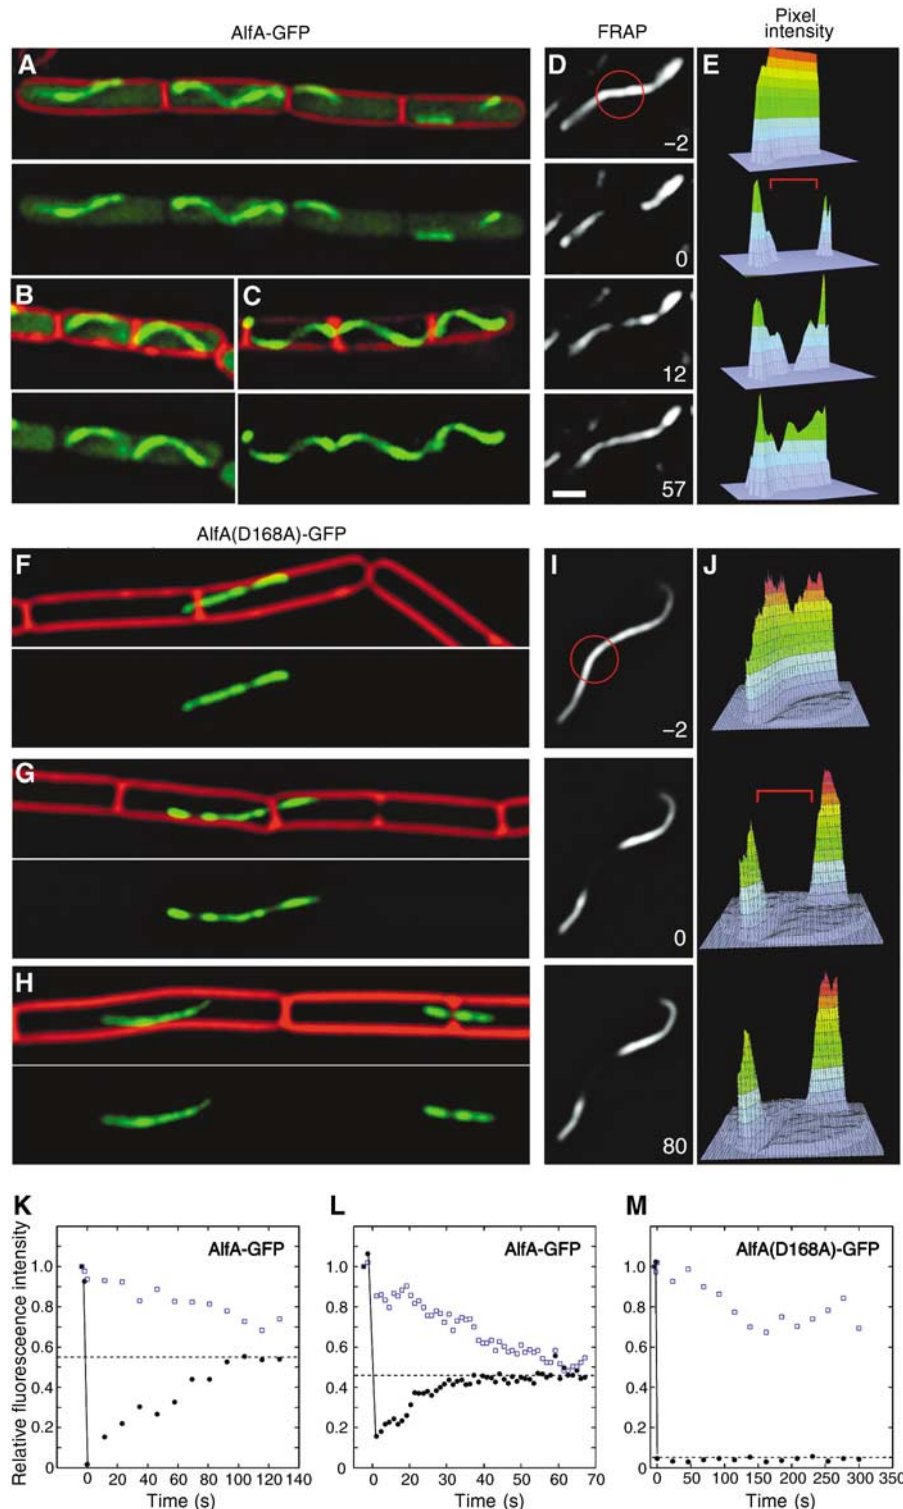 AlfA-GFP
FRAP
Pixel
intensity
A
D
E
−2
0
B
C
12
57
AlfA(D168A)-GFP
F
I
J
−2
G
0
H
80
K
L
M
AlfA-GFP
AlfA-GFP
AlfA(D168A)-GFP
Relative fluoresceence intensity
1.0
0.8
0.6
0.4
0.2
0
0 20 40 60 80 100 120 140
Time (s)
1.0
0.8
0.6
0.4
0.2
0
0 10 20 30 40 50 60 70
Time (s)
1.0
0.8
0.6
0.4
0.2
0
0 50 100 150 200 250 300 350
Time (s)